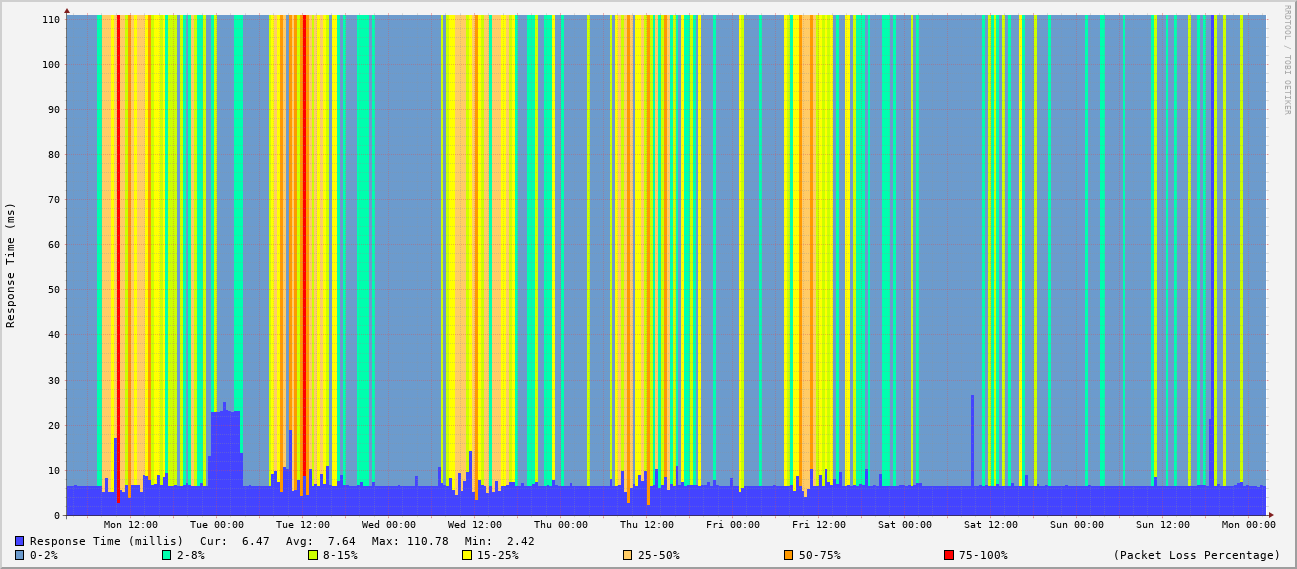 RRDTOOL / TOBI OETIKER
Response Time (ms)
110
100
90
80
70
60
50
40
30
20
10
0
Mon 12:00 Tue 00:00 Tue 12:00 Wed 00:00 Wed 12:00 Thu 00:00 Thu 12:00 Fri 00:00 Fri 12:00 Sat 00:00 Sat 12:00 Sun 00:00 Sun 12:00 Mon 00:00
Response Time (millis) Cur: 6.47 Avg: 7.64 Max: 110.78 Min: 2.42
0-2% 2-8% 8-15% 15-25% 25-50% 50-75% 75-100% (Packet Loss Percentage)